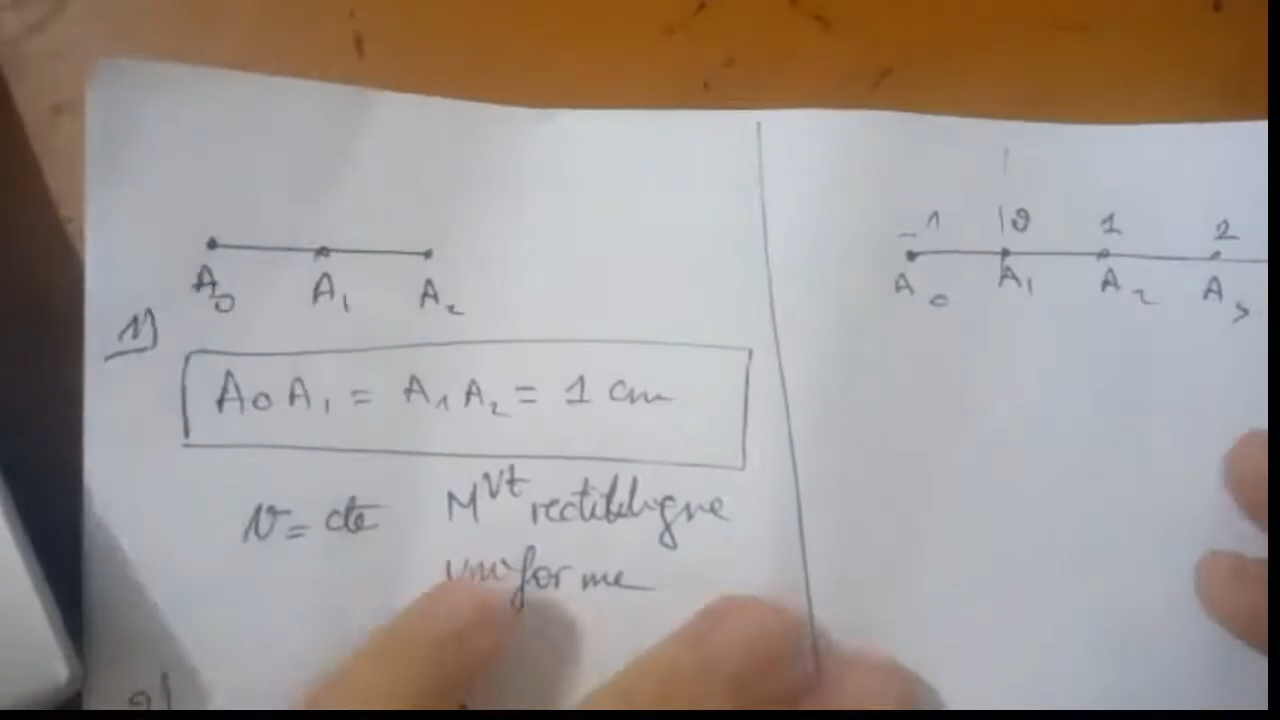 A₀ A₁ A₂
1)
A₀A₁ = A₁A₂ = 1 cm
v = cte Mᵛᵗ rectiligne
uniforme
2)
-1 0 1 2
A₀ A₁ A₂ A₃